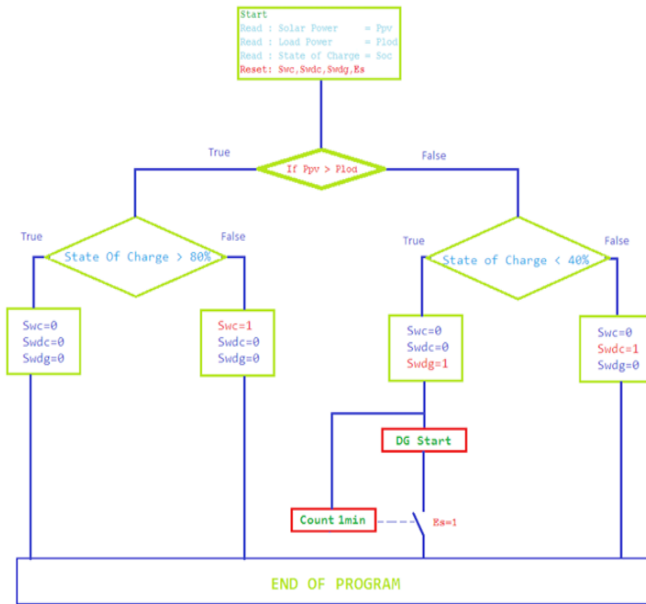 Start
Read : Solar Power = Ppv
Read : Load Power = Plod
Read : State of Charge = Soc
Reset: Swc,Swdc,Swdg,Es
True
If Ppv > Plod
False
True
State Of Charge > 80%
False
True
State of Charge < 40%
False
Swc=0
Swdc=0
Swdg=0
Swc=1
Swdc=0
Swdg=0
Swc=0
Swdc=0
Swdg=1
Swc=0
Swdc=1
Swdg=0
DG Start
Count 1min
Es=1
END OF PROGRAM